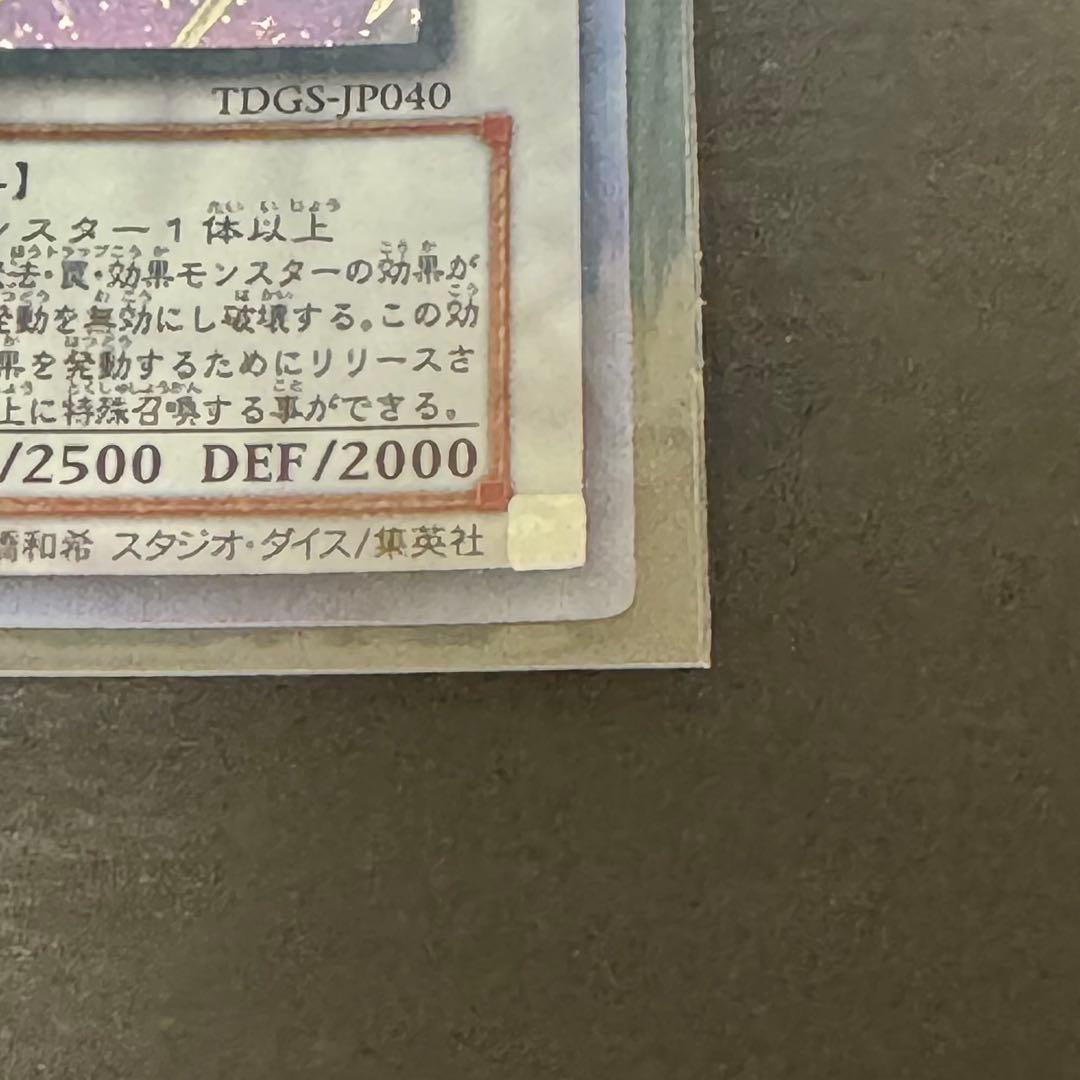 TDGS-JP040
ー】
ンスター1体以上
法・罠・効果モンスターの効果が
発動を無効にし破壊する。この効
果を発動するためにリリースさ
上に特殊召喚する事ができる。
/2500 DEF/2000
橋和希 スタジオ・ダイス/集英社